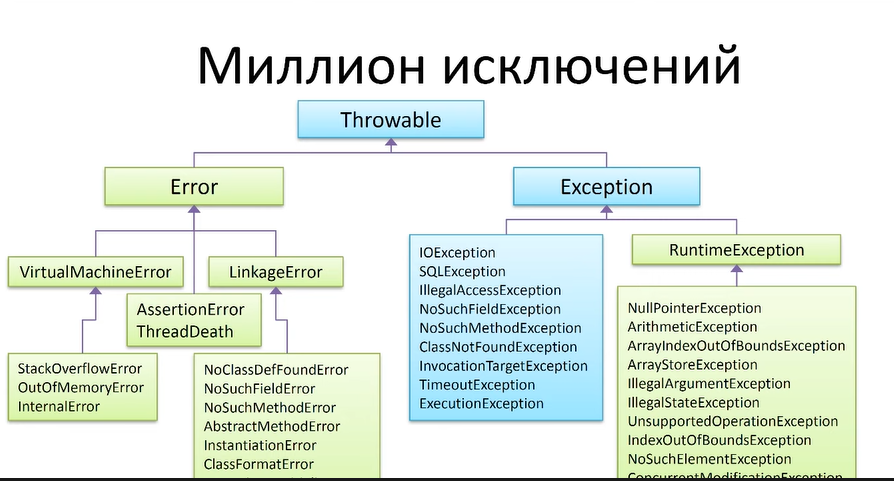 Миллион исключений
Throwable
Error
Exception
VirtualMachineError
LinkageError
AssertionError
ThreadDeath
StackOverflowError
OutOfMemoryError
InternalError
NoClassDefFoundError
NoSuchFieldError
NoSuchMethodError
AbstractMethodError
InstantiationError
ClassFormatError
IOException
SQLException
IllegalAccessException
NoSuchFieldException
NoSuchMethodException
ClassNotFoundException
InvocationTargetException
TimeoutException
ExecutionException
RuntimeException
NullPointerException
ArithmeticException
ArrayIndexOutOfBoundsException
ArrayStoreException
IllegalArgumentException
IllegalStateException
UnsupportedOperationException
IndexOutOfBoundsException
NoSuchElementException
ConcurrentModificationException